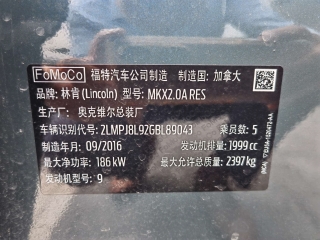 FoMoCo 福特汽车公司制造 制造国: 加拿大
品牌: 林肯(Lincoln) 型号: MKX2.0A RES
生产厂: 奥克维尔总装厂
车辆识别代号: 2LMPJ8L92GBL89043 乘员数: 5
制造年月: 09/2016 发动机排量: 1999 cc
最大净功率: 186 kW 最大允许总质量: 2397kg
发动机型号: 9